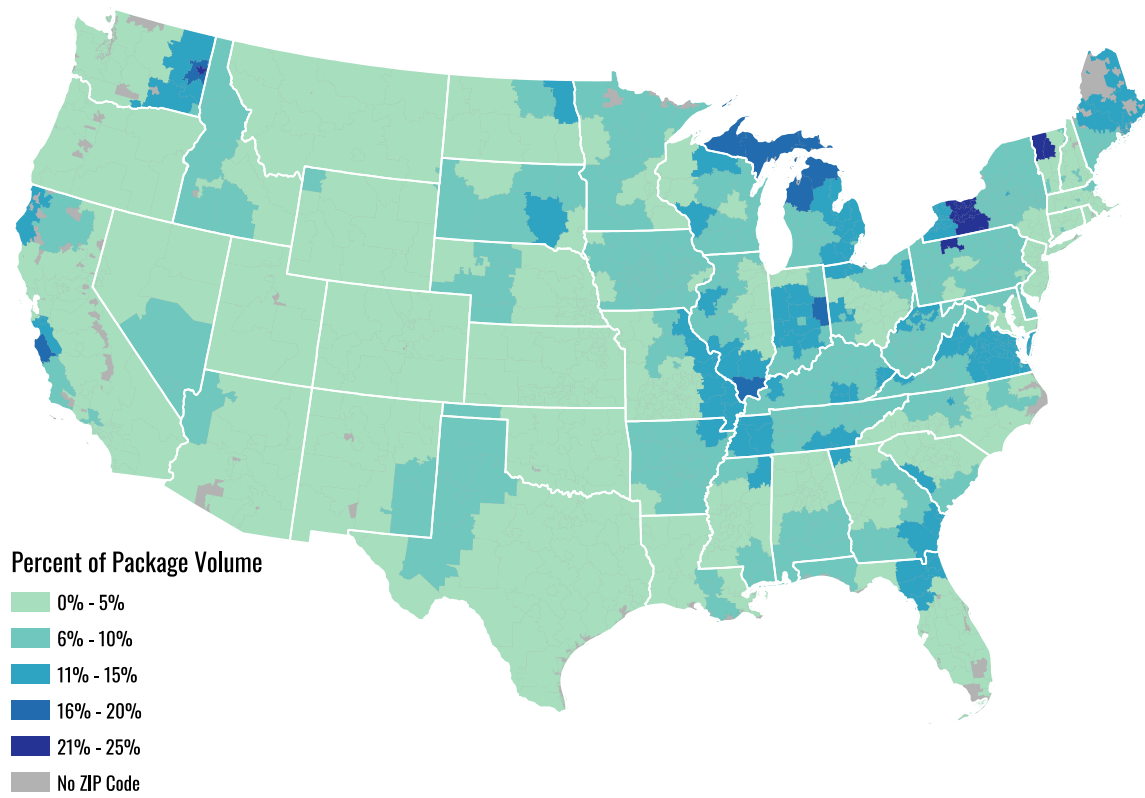 Percent of Package Volume
0% - 5%
6% - 10%
11% - 15%
16% - 20%
21% - 25%
No ZIP Code